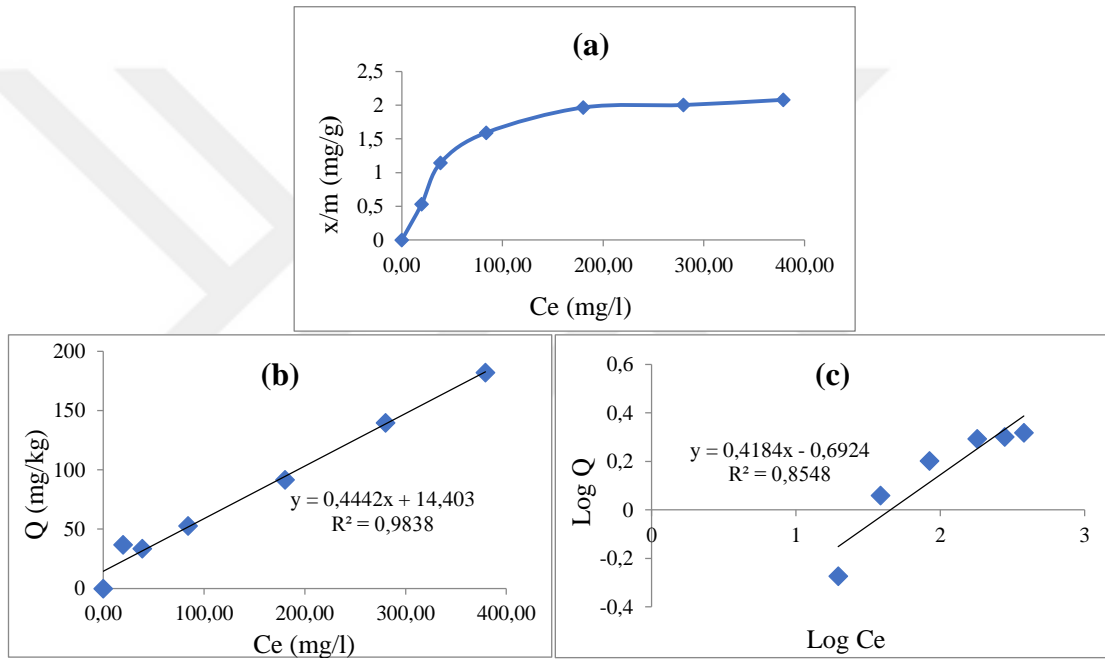 (a)
x/m (mg/g)
2,5
2
1,5
1
0,5
0
0,00 100,00 200,00 300,00 400,00
Ce (mg/l)
(b)
Q (mg/kg)
200
150
100
50
0
y = 0,4442x + 14,403
R² = 0,9838
0,00 100,00 200,00 300,00 400,00
Ce (mg/l)
(c)
Log Q
0,6
0,4
0,2
0
-0,2
-0,4
y = 0,4184x - 0,6924
R² = 0,8548
0 1 2 3
Log Ce